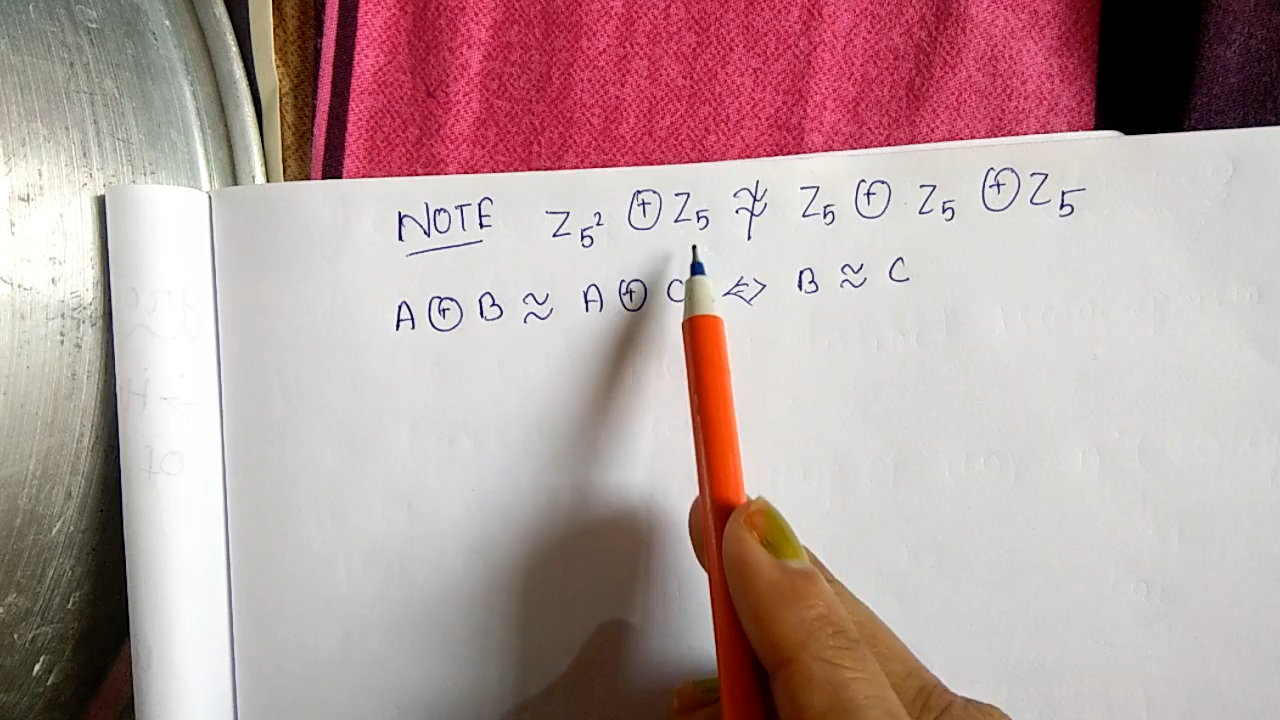 NOTE Z₅² ⊕ Z₅ ≉ Z₅ ⊕ Z₅ ⊕ Z₅
A ⊕ B ≈ A ⊕ C ⇔ B ≈ C